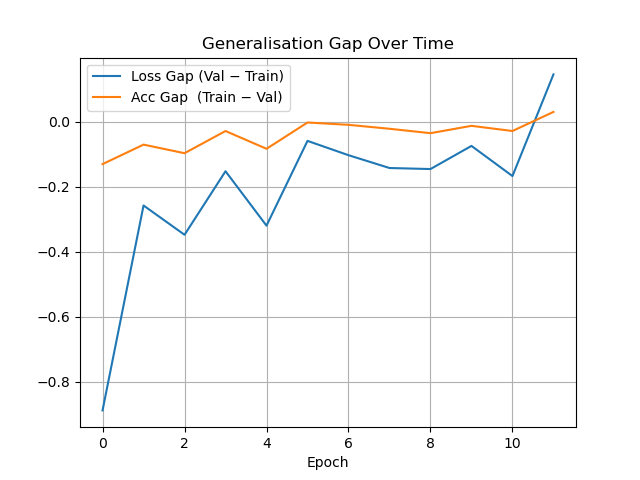 Generalisation Gap Over Time
Loss Gap (Val − Train)
Acc Gap  (Train − Val)
0.0
−0.2
−0.4
−0.6
−0.8
0 2 4 6 8 10
Epoch